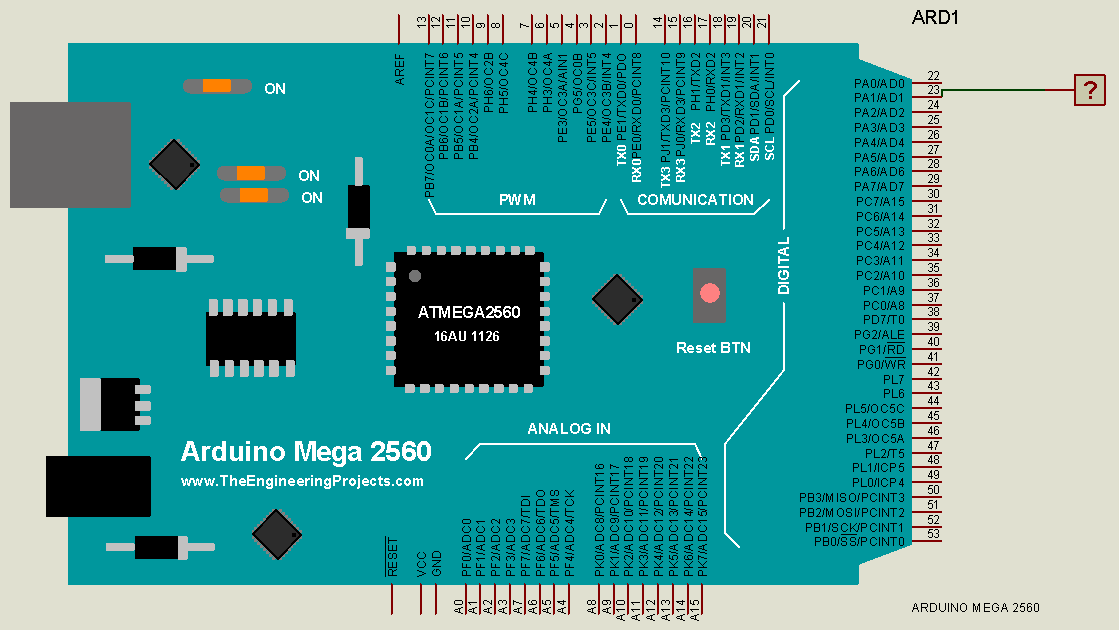 ARD1
13
12
11
10
9
8
7
6
5
4
3
2
1
0
14
15
16
17
18
19
20
21
AREF
PB7/OC0A/OC1C/PCINT7
PB6/OC1B/PCINT6
PB5/OC1A/PCINT5
PB4/OC2A/PCINT4
PH6/OC2B
PH5/OC4C
PH4/OC4B
PH3/OC4A
PE3/OC3A/AIN1
PG5/OC0B
PE5/OC3C/INT5
PE4/OC3B/INT4
TX0 PE1/TXD0/PDO
RX0 PE0/RXD0/PCINT8
TX3 PJ1/TXD3/PCINT10
RX3 PJ0/RXD3/PCINT9
TX2 PH1/TXD2
RX2 PH0/RXD2
TX1 PD3/TXD1/INT3
RX1 PD2/RXD1/INT2
SDA PD1/SDA/INT1
SCL PD0/SCL/INT0
ON
ON
ON
PWM
COMUNICATION
DIGITAL
ATMEGA2560
16AU 1126
Reset BTN
ANALOG IN
Arduino Mega 2560
www.TheEngineeringProjects.com
PA0/AD0 22
PA1/AD1 23
PA2/AD2 24
PA3/AD3 25
PA4/AD4 26
PA5/AD5 27
PA6/AD6 28
PA7/AD7 29
PC7/A15 30
PC6/A14 31
PC5/A13 32
PC4/A12 33
PC3/A11 34
PC2/A10 35
PC1/A9 36
PC0/A8 37
PD7/T0 38
PG2/ALE 39
PG1/RD 40
PG0/WR 41
PL7 42
PL6 43
PL5/OC5C 44
PL4/OC5B 45
PL3/OC5A 46
PL2/T5 47
PL1/ICP5 48
PL0/ICP4 49
PB3/MISO/PCINT3 50
PB2/MOSI/PCINT2 51
PB1/SCK/PCINT1 52
PB0/SS/PCINT0 53
?
RESET
VCC
GND
PF0/ADC0
PF1/ADC1
PF2/ADC2
PF3/ADC3
PF7/ADC7/TDI
PF6/ADC6/TDO
PF5/ADC5/TMS
PF4/ADC4/TCK
PK0/ADC8/PCINT16
PK1/ADC9/PCINT17
PK2/ADC10/PCINT18
PK3/ADC11/PCINT19
PK4/ADC12/PCINT20
PK5/ADC13/PCINT21
PK6/ADC14/PCINT22
PK7/ADC15/PCINT23
A0
A1
A2
A3
A7
A6
A5
A4
A8
A9
A10
A11
A12
A13
A14
A15
ARDUINO MEGA 2560